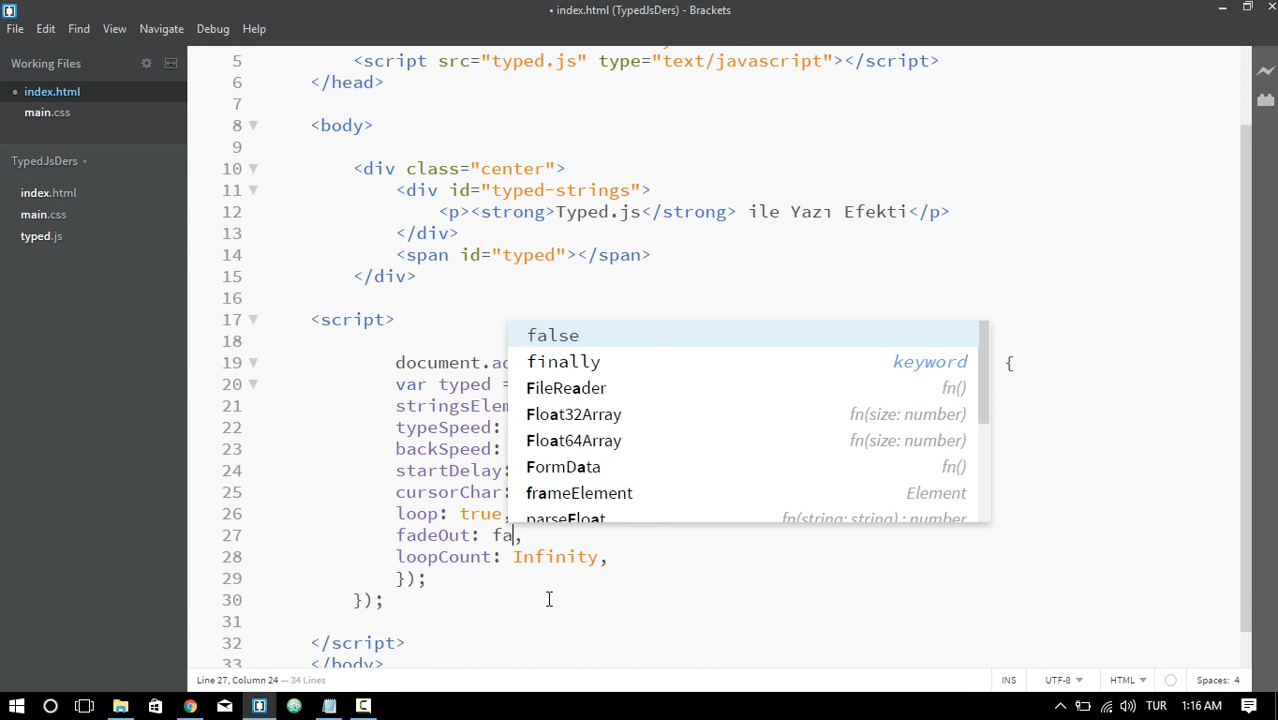 • index.html (TypedJsDers) - Brackets
File Edit Find View Navigate Debug Help
Working Files
• index.html
main.css
TypedJsDers
index.html
main.css
typed.js
5 <script src="typed.js" type="text/javascript"></script>
6 </head>
7
8 <body>
9
10 <div class="center">
11 <div id="typed-strings">
12 <p><strong>Typed.js</strong> ile Yazı Efekti</p>
13 </div>
14 <span id="typed"></span>
15 </div>
16
17 <script>
18
19 document.ad {
20 var typed =
21 stringsElem
22 typeSpeed:
23 backSpeed:
24 startDelay:
25 cursorChar:
26 loop: true,
27 fadeOut: fa,
28 loopCount: Infinity,
29 });
30 });
31
32 </script>
33 </body>
false
finally keyword
FileReader fn()
Float32Array fn(size: number)
Float64Array fn(size: number)
FormData fn()
frameElement Element
parseFloat fn(string: string) : number
Line 27, Column 24 — 34 Lines
INS UTF-8 HTML Spaces: 4
TUR 1:16 AM